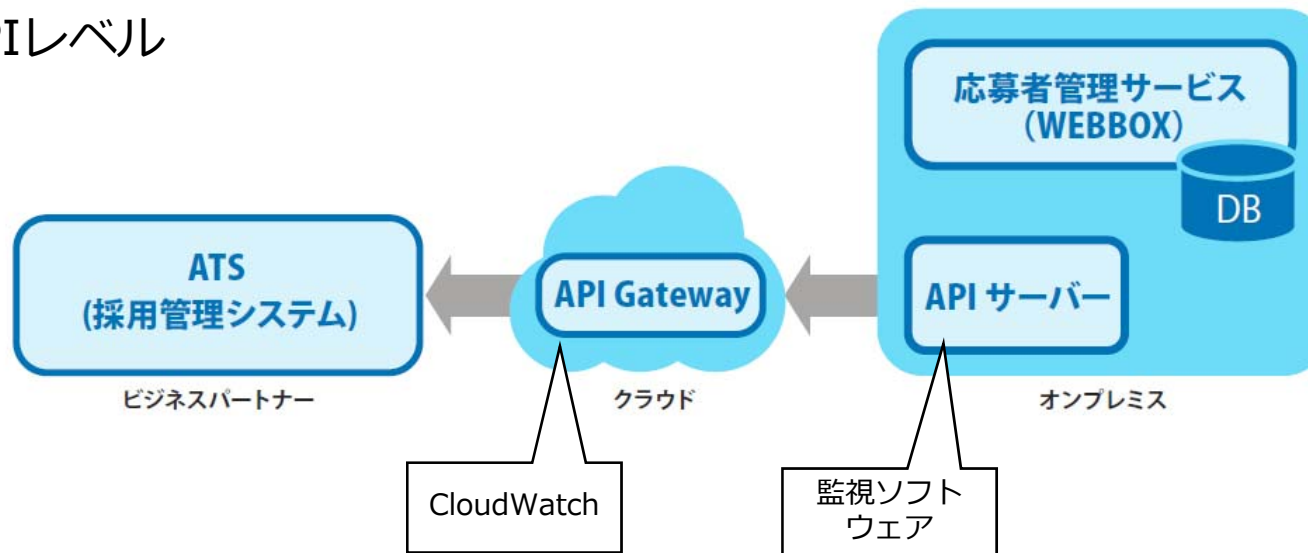 PIレベル
応募者管理サービス
(WEBBOX)
DB
ATS
(採用管理システム)
API Gateway
API サーバー
ビジネスパートナー
クラウド
オンプレミス
CloudWatch
監視ソフト
ウェア